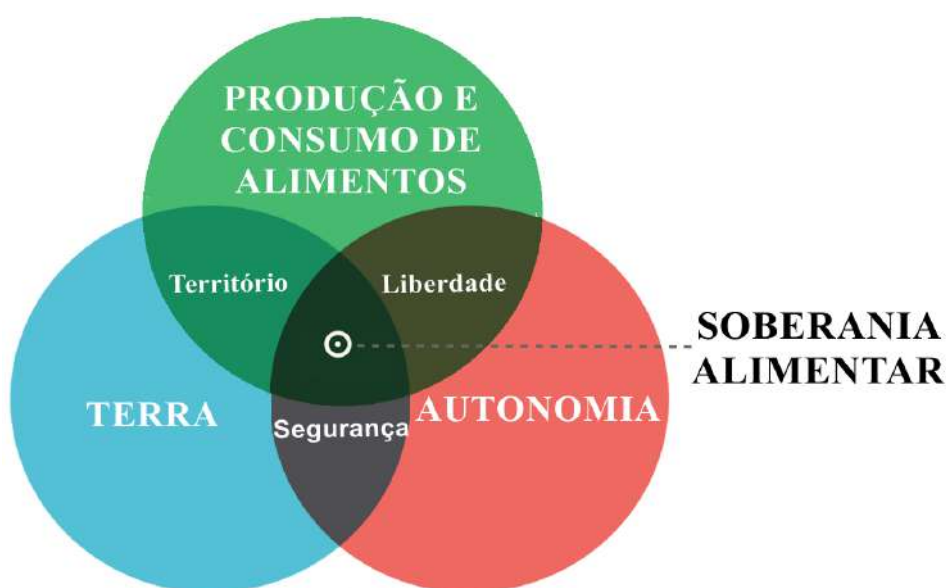 PRODUÇÃO E
CONSUMO DE
ALIMENTOS
Território
Liberdade
SOBERANIA
ALIMENTAR
TERRA
Segurança
AUTONOMIA